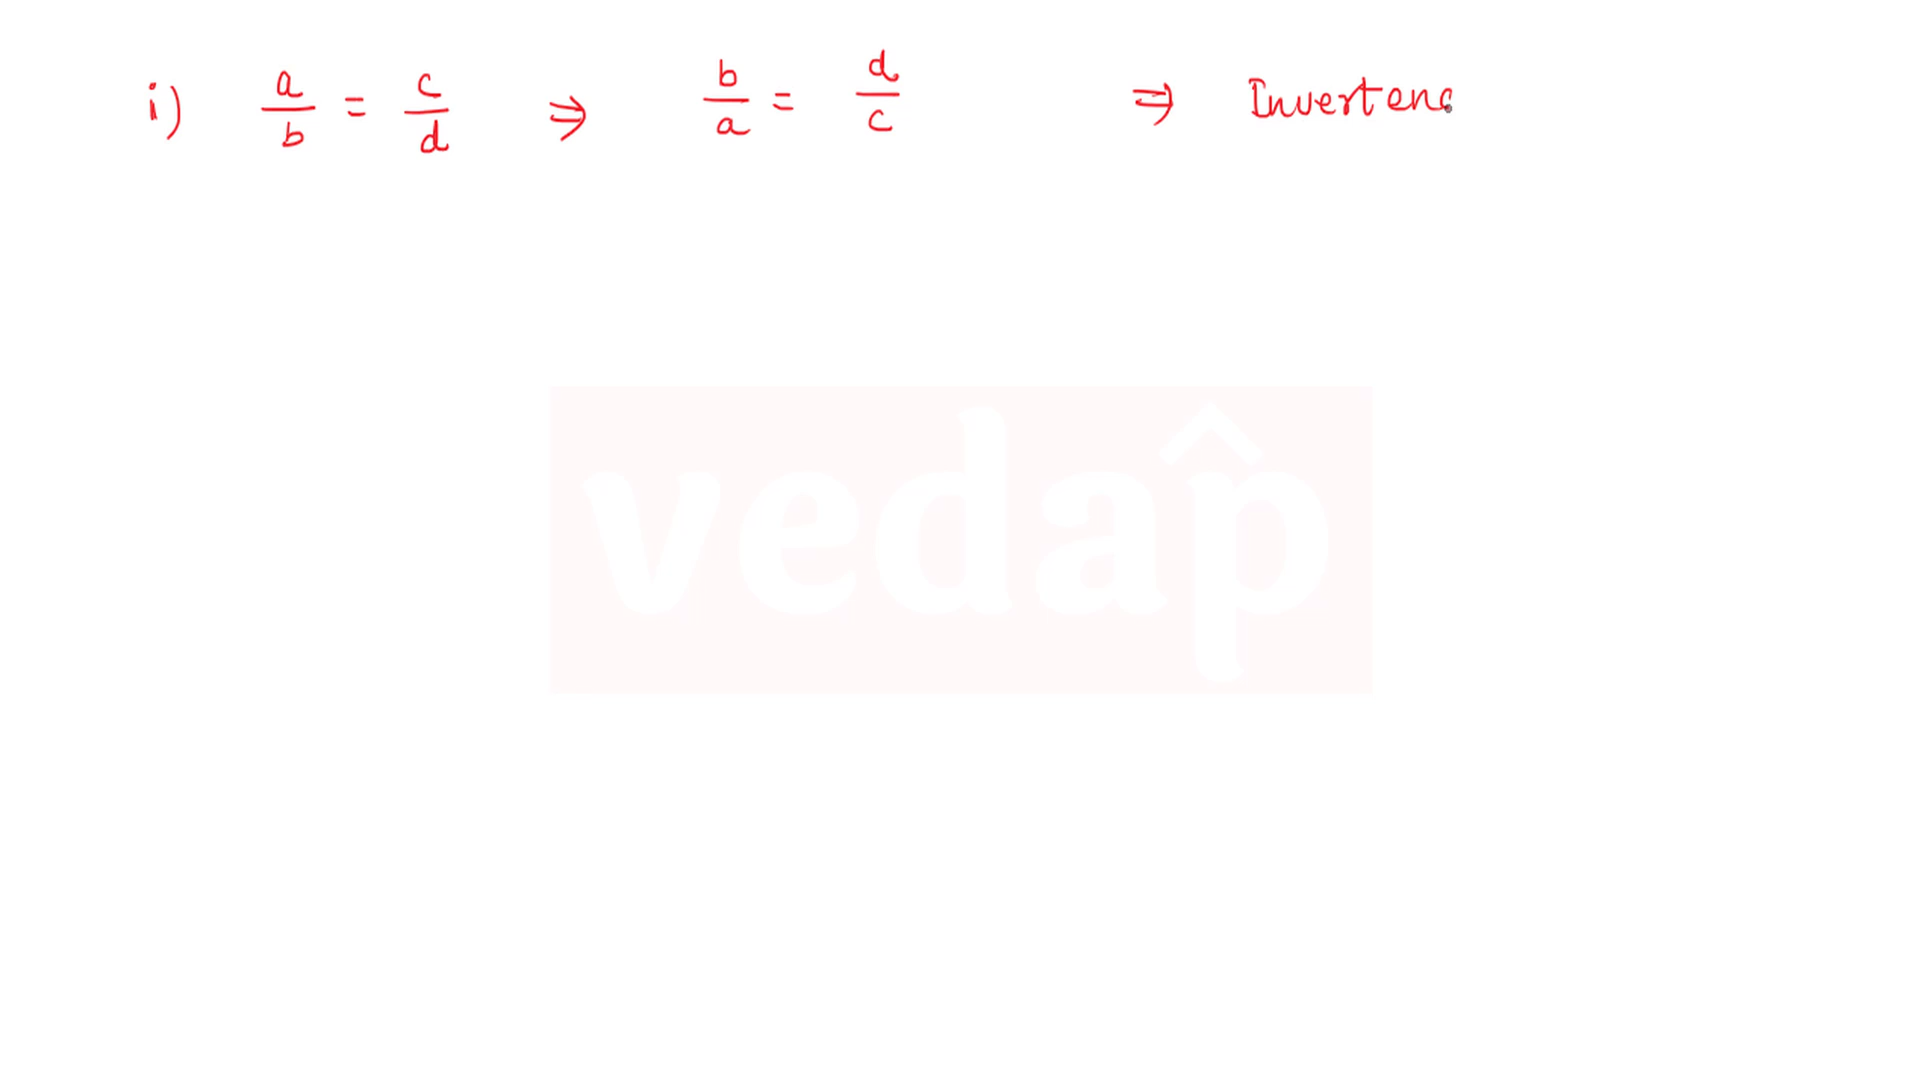 i) a/b = c/d ⇒ b/a = d/c ⇒ Invertenc
vedap̂